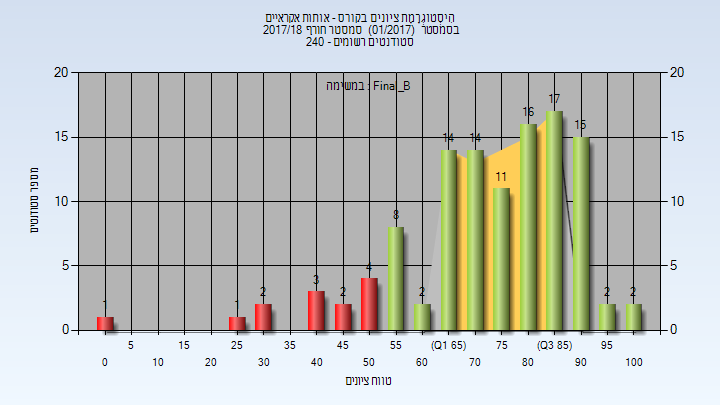 היסטוגרמת ציונים בקורס - אותות אקראיים
בסמסטר (01/2017) סמסטר חורף 2017/18
סטודנטים רשומים - 240
במשימה : Final_B
20 20
15 15
10 10
5 5
0 0
מספר סטודנטים
1 1 2 3 2 4 8 2 14 14 11 16 17 15 2 2
5 15 25 35 45 55 (Q1 65) 75 (Q3 85) 95
0 10 20 30 40 50 60 70 80 90 100
טווח ציונים